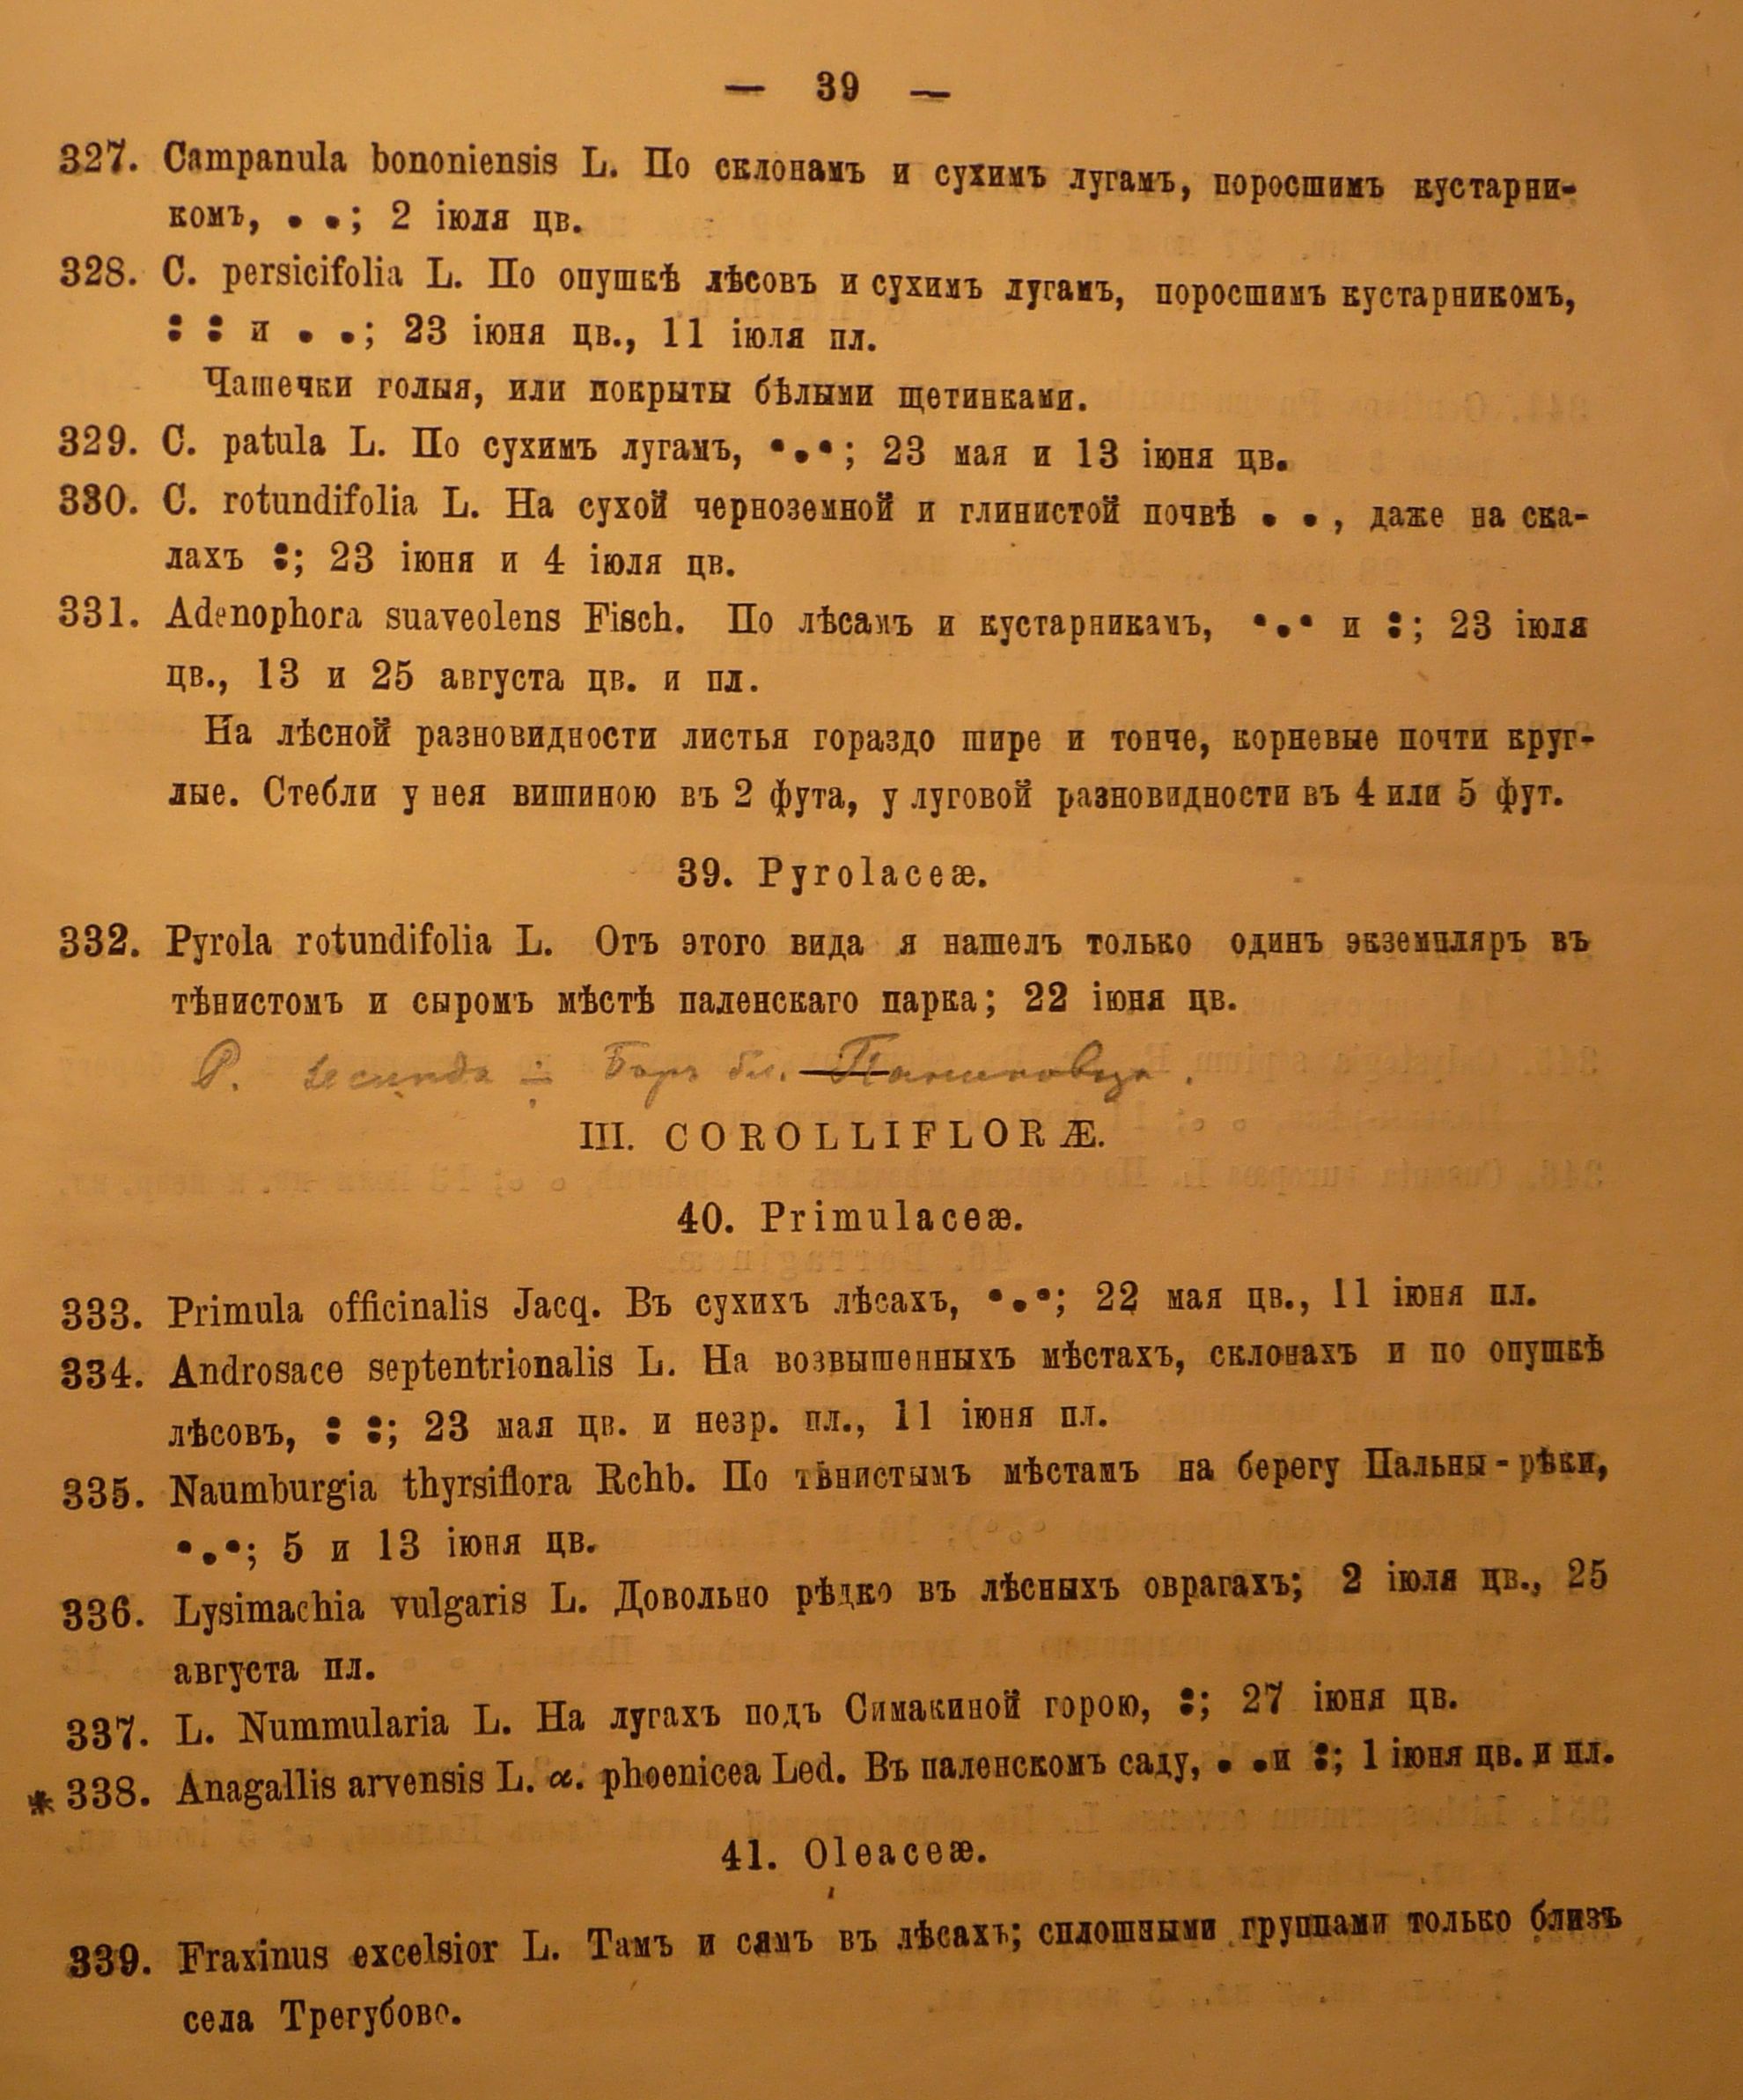 — 39 —
327. Campanula bononiensis L. По склонамъ и сухимъ лугамъ, поросшимъ кустарни-
комъ, • •; 2 іюля цв.
328. C. persicifolia L. По опушкѣ лѣсовъ и сухимъ лугамъ, поросшимъ кустарникомъ,
: : и • •; 23 іюня цв., 11 іюля пл.
Чашечки голыя, или покрыты бѣлыми щетинками.
329. C. patula L. По сухимъ лугамъ, •.•; 23 мая и 13 іюня цв.
330. C. rotundifolia L. На сухой черноземной и глинистой почвѣ • •, даже на ска-
лахъ :; 23 іюня и 4 іюля цв.
331. Adenophora suaveolens Fisch. По лѣсамъ и кустарникамъ, •.• и :; 23 іюля
цв., 13 и 25 августа цв. и пл.
На лѣсной разновидности листья гораздо шире и тонче, корневые почти круг-
лые. Стебли у нея вишиною въ 2 фута, у луговой разновидности въ 4 или 5 фут.
39. Pyrolaceæ.
332. Pyrola rotundifolia L. Отъ этого вида я нашелъ только одинъ экземпляръ въ
тѣнистомъ и сыромъ мѣстѣ паленскаго парка; 22 іюня цв.
P. secunda Боръ бл.
III. COROLLIFLORÆ.
40. Primulaceæ.
333. Primula officinalis Jacq. Въ сухихъ лѣсахъ, •.•; 22 мая цв., 11 іюня пл.
334. Androsace septentrionalis L. На возвышенныхъ мѣстахъ, склонахъ и по опушкѣ
лѣсовъ, : :; 23 мая цв. и незр. пл., 11 іюня пл.
335. Naumburgia thyrsiflora Rchb. По тѣнистымъ мѣстамъ на берегу Пальны-рѣки,
•.•; 5 и 13 іюня цв.
336. Lysimachia vulgaris L. Довольно рѣдко въ лѣсныхъ оврагахъ; 2 іюля цв., 25
августа пл.
337. L. Nummularia L. На лугахъ подъ Симакиной горою, :; 27 іюня цв.
* 338. Anagallis arvensis L. α. phoenicea Led. Въ паленскомъ саду, • • и :; 1 іюня цв. и пл.
41. Oleaceæ.
339. Fraxinus excelsior L. Тамъ и сямъ въ лѣсахъ; сплошными группами только близъ
села Трегубово.